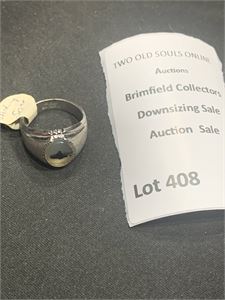 TWO OLD SOULS ONLINE
Auctions
Brimfield Collectors
Downsizing Sale
Auction Sale
Lot 408